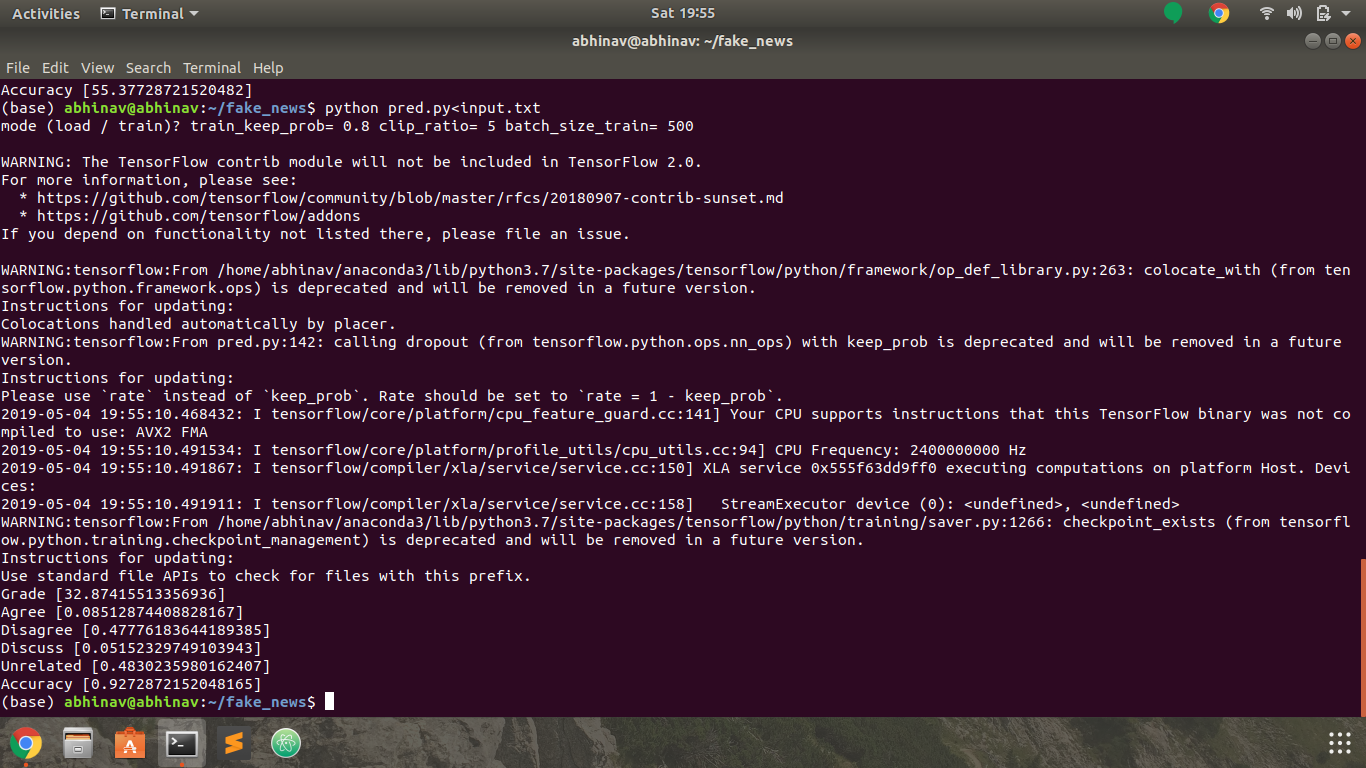 Activities Terminal Sat 19:55
abhinav@abhinav: ~/fake_news
File Edit View Search Terminal Help
Accuracy [55.37728721520482]
(base) abhinav@abhinav:~/fake_news$ python pred.py<input.txt
mode (load / train)? train_keep_prob= 0.8 clip_ratio= 5 batch_size_train= 500
WARNING: The TensorFlow contrib module will not be included in TensorFlow 2.0.
For more information, please see:
* https://github.com/tensorflow/community/blob/master/rfcs/20180907-contrib-sunset.md
* https://github.com/tensorflow/addons
If you depend on functionality not listed there, please file an issue.
WARNING:tensorflow:From /home/abhinav/anaconda3/lib/python3.7/site-packages/tensorflow/python/framework/op_def_library.py:263: colocate_with (from ten
sorflow.python.framework.ops) is deprecated and will be removed in a future version.
Instructions for updating:
Colocations handled automatically by placer.
WARNING:tensorflow:From pred.py:142: calling dropout (from tensorflow.python.ops.nn_ops) with keep_prob is deprecated and will be removed in a future
version.
Instructions for updating:
Please use `rate` instead of `keep_prob`. Rate should be set to `rate = 1 - keep_prob`.
2019-05-04 19:55:10.468432: I tensorflow/core/platform/cpu_feature_guard.cc:141] Your CPU supports instructions that this TensorFlow binary was not co
mpiled to use: AVX2 FMA
2019-05-04 19:55:10.491534: I tensorflow/core/platform/profile_utils/cpu_utils.cc:94] CPU Frequency: 2400000000 Hz
2019-05-04 19:55:10.491867: I tensorflow/compiler/xla/service/service.cc:150] XLA service 0x555f63dd9ff0 executing computations on platform Host. Devi
ces:
2019-05-04 19:55:10.491911: I tensorflow/compiler/xla/service/service.cc:158]   StreamExecutor device (0): <undefined>, <undefined>
WARNING:tensorflow:From /home/abhinav/anaconda3/lib/python3.7/site-packages/tensorflow/python/training/saver.py:1266: checkpoint_exists (from tensorfl
ow.python.training.checkpoint_management) is deprecated and will be removed in a future version.
Instructions for updating:
Use standard file APIs to check for files with this prefix.
Grade [32.87415513356936]
Agree [0.08512874408828167]
Disagree [0.47776183644189385]
Discuss [0.05152329749103943]
Unrelated [0.4830235980162407]
Accuracy [0.9272872152048165]
(base) abhinav@abhinav:~/fake_news$